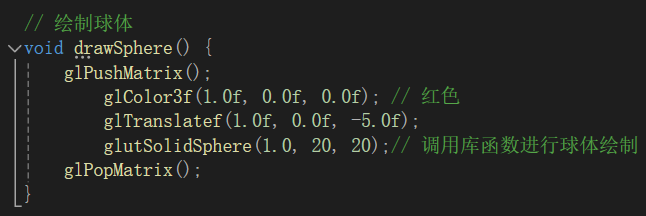 // 绘制球体
void drawSphere() {
    glPushMatrix();
        glColor3f(1.0f, 0.0f, 0.0f); // 红色
        glTranslatef(1.0f, 0.0f, -5.0f);
        glutSolidSphere(1.0, 20, 20);// 调用库函数进行球体绘制
    glPopMatrix();
}